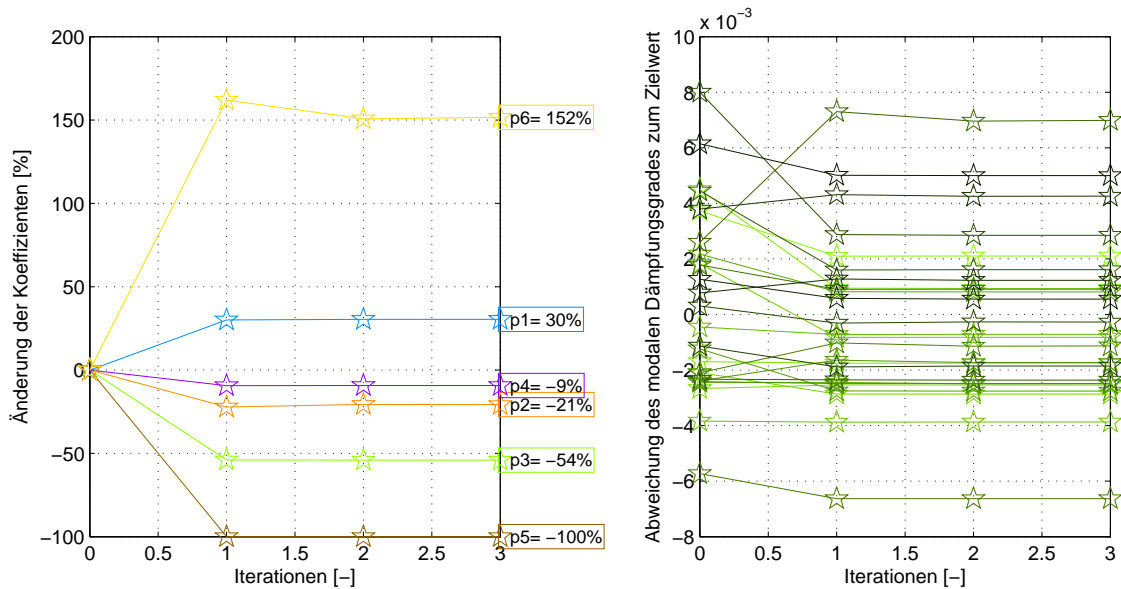 200
150
100
50
0
−50
−100
0
0.5
1
1.5
2
2.5
3
Änderung der Koeffizienten [%]
Iterationen [−]
p6= 152%
p1= 30%
p4= −9%
p2= −21%
p3= −54%
p5= −100%
x 10−3
10
8
6
4
2
0
−2
−4
−6
−8
0
0.5
1
1.5
2
2.5
3
Abweichung des modalen Dämpfungsgrades zum Zielwert
Iterationen [−]